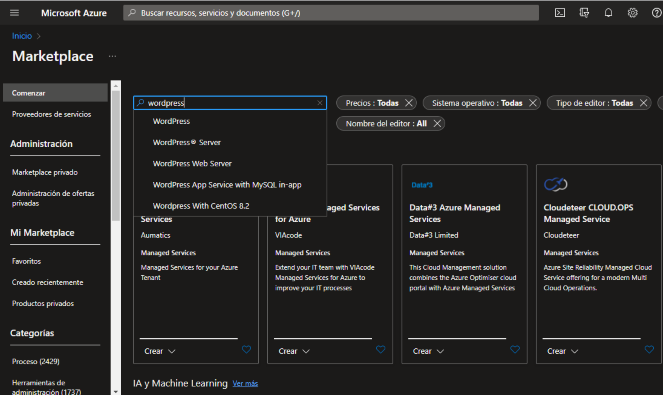 Microsoft Azure
Buscar recursos, servicios y documentos (G+/)
Inicio >
Marketplace ...
Comenzar
Proveedores de servicios
Administración
Marketplace privado
Administración de ofertas
privadas
Mi Marketplace
Favoritos
Creado recientemente
Productos privados
Categorías
Proceso (2429)
Herramientas de
administración (1737)
wordpress
Precios : Todas
Sistema operativo : Todas
Tipo de editor : Todas
Nombre del editor : All
WordPress
WordPress® Server
WordPress Web Server
WordPress App Service with MySQL in-app
Wordpress With CentOS 8.2
Services
Aumatics
Managed Services
Managed Services for your Azure
Tenant
Crear
aged Services
for Azure
VIAcode
Managed Services
Extend your IT team with VIAcode
Managed Services for Azure to
improve your IT processes
Crear
Data#3
Data#3 Azure Managed
Services
Data#3 Limited
Managed Services
This Cloud Management solution
combines the Azure Optimiser cloud
portal with Azure Managed Services
Crear
Cloudeteer CLOUD.OPS
Managed Service
Cloudeteer
Managed Services
Azure Site Reliability Managed Cloud
Service offering for a modern Multi
Cloud Operations.
Crear
IA y Machine Learning Ver más